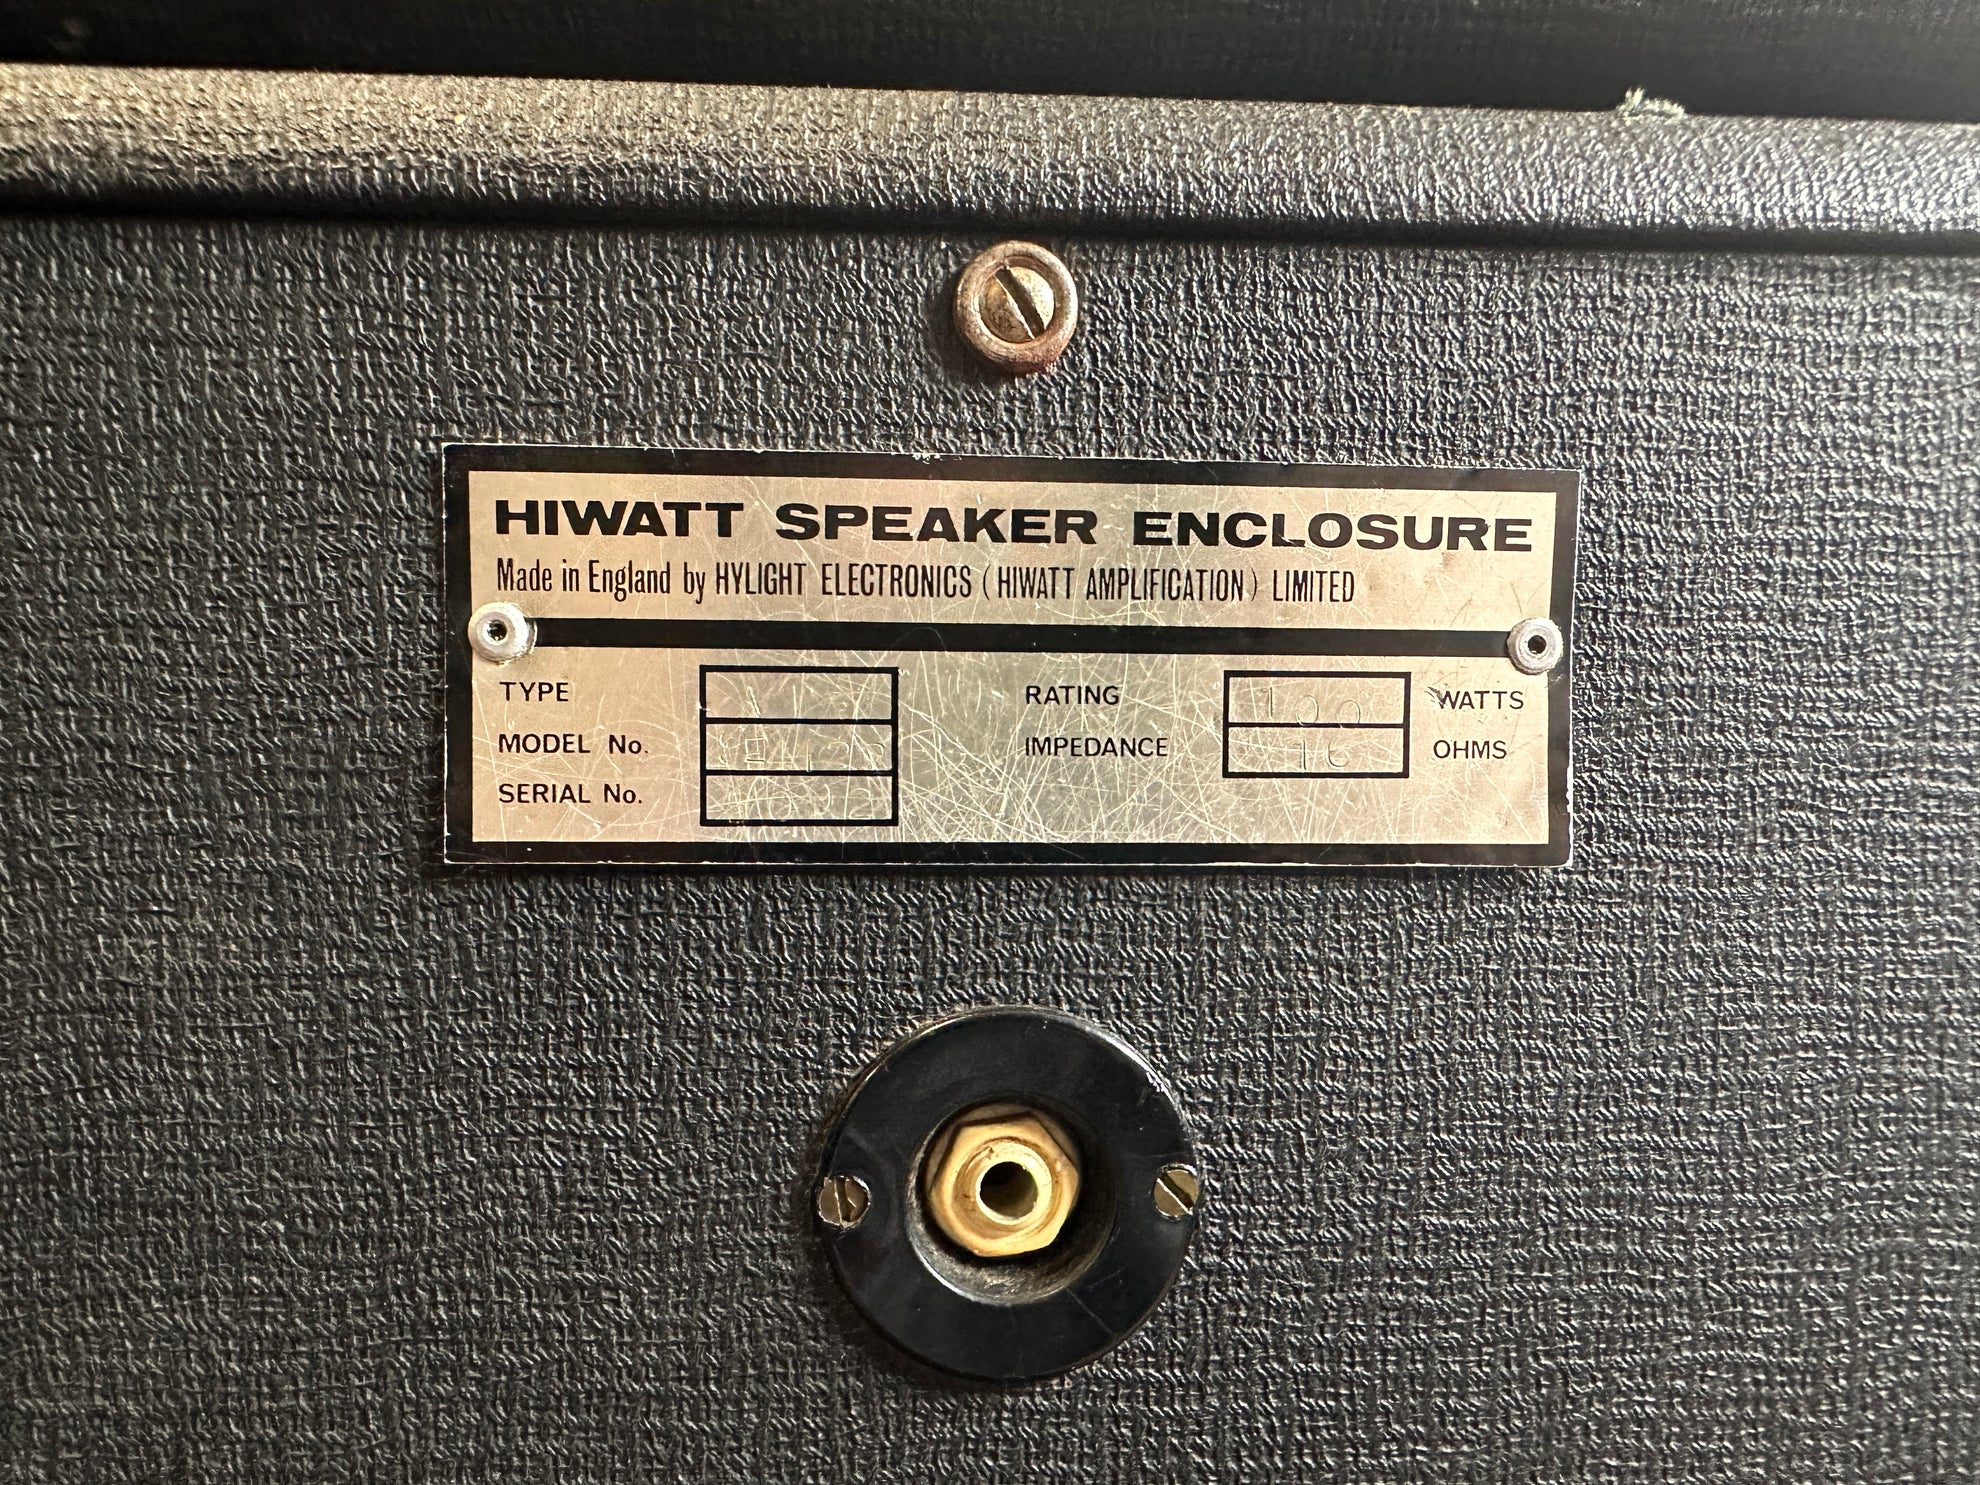 HIWATT SPEAKER ENCLOSURE
Made in England by HYLIGHT ELECTRONICS (HIWATT AMPLIFICATION) LIMITED
TYPE RATING 100 WATTS
MODEL No. IMPEDANCE 16 OHMS
SERIAL No.